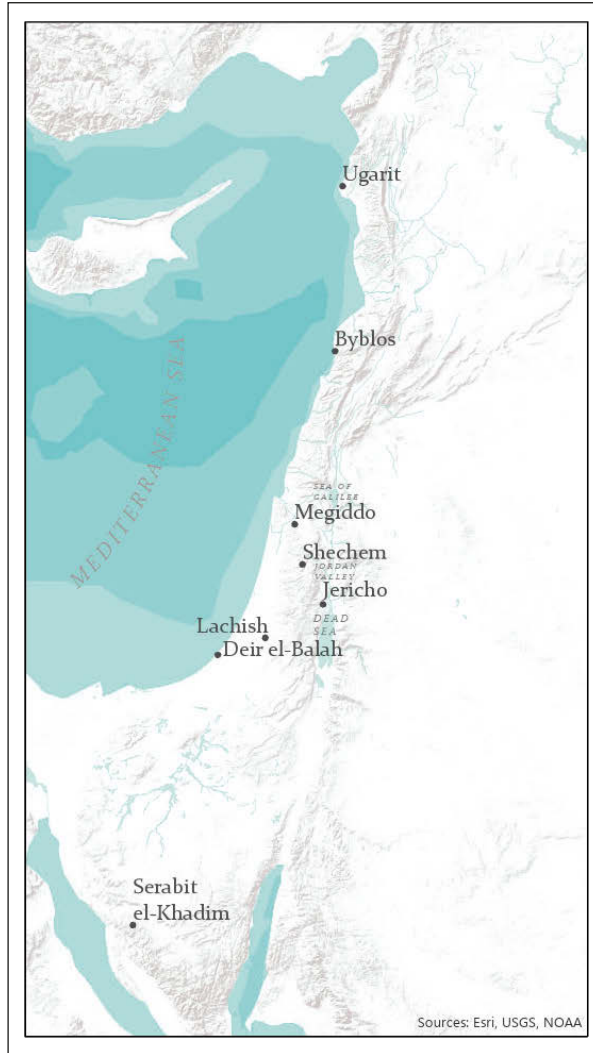 Ugarit
Byblos
MEDITERRANEAN SEA
SEA OF
GALILEE
Megiddo
Shechem
JORDAN
VALLEY
Jericho
DEAD
SEA
Lachish
Deir el-Balah
Serabit
el-Khadim
Sources: Esri, USGS, NOAA